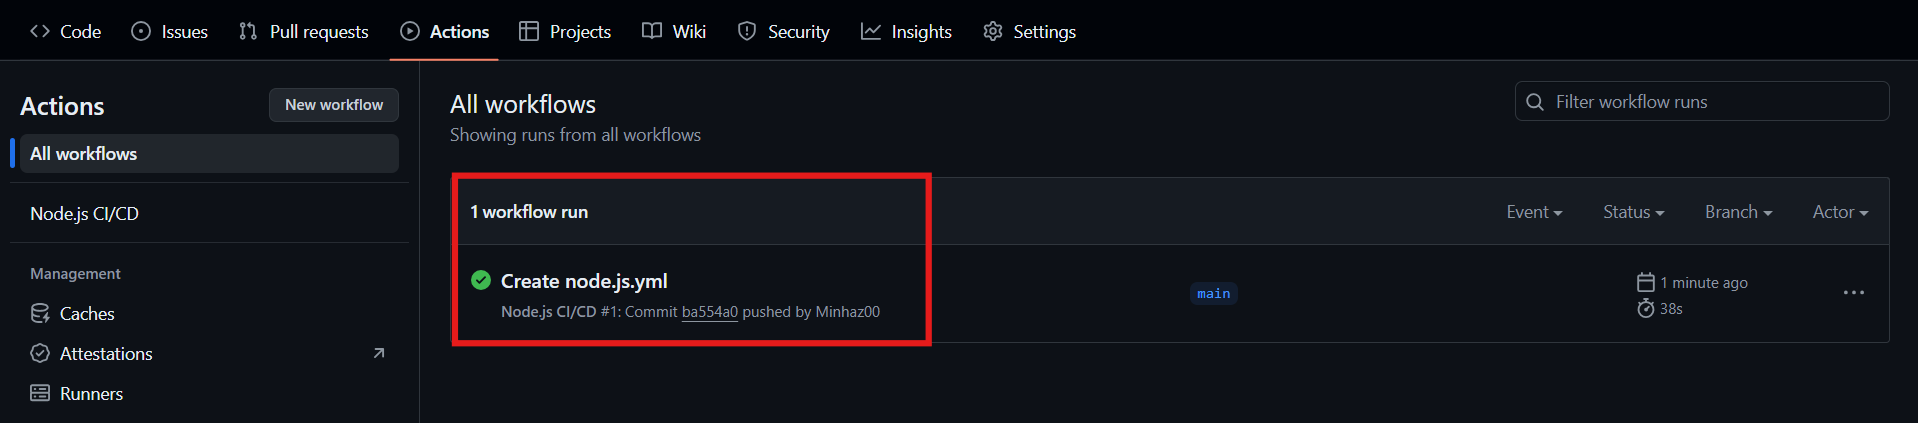 Code Issues Pull requests Actions Projects Wiki Security Insights Settings
Actions New workflow
All workflows
Node.js CI/CD
Management
Caches
Attestations
Runners
All workflows
Showing runs from all workflows
Filter workflow runs
1 workflow run Event Status Branch Actor
Create node.js.yml
Node.js CI/CD #1: Commit ba554a0 pushed by Minhaz00
main
1 minute ago
38s